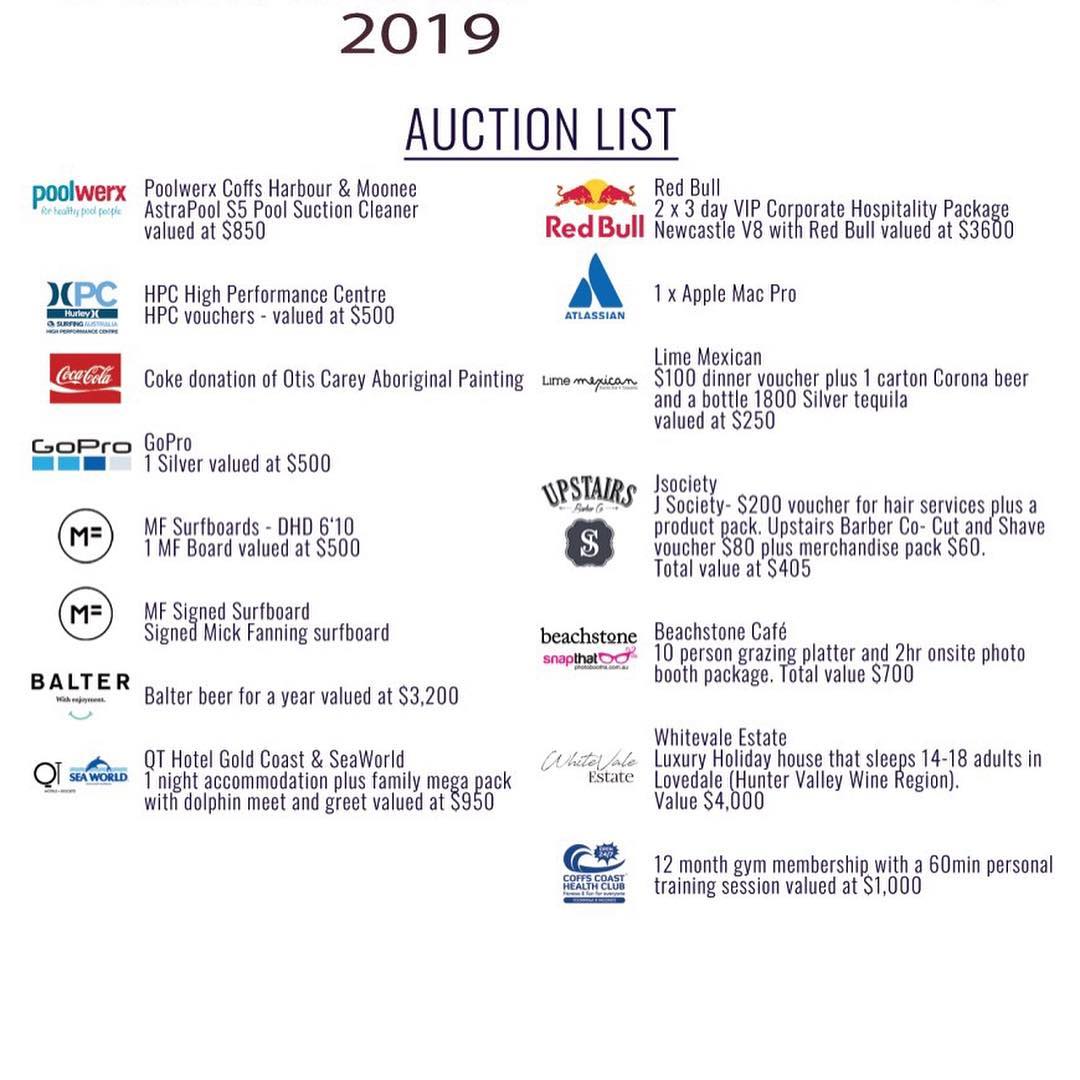 2019
AUCTION LIST
poolwerx
for healthy pool people
Poolwerx Coffs Harbour & Moonee
AstraPool S5 Pool Suction Cleaner
valued at $850
HPC
Hurley
SURFING AUSTRALIA
HIGH PERFORMANCE CENTRE
HPC High Performance Centre
HPC vouchers - valued at $500
Coca-Cola
Coke donation of Otis Carey Aboriginal Painting
GoPro
GoPro
1 Silver valued at $500
MF
MF Surfboards - DHD 6'10
1 MF Board valued at $500
MF
MF Signed Surfboard
Signed Mick Fanning surfboard
BALTER
With enjoyment.
Balter beer for a year valued at $3,200
QT
SEA WORLD
QT Hotel Gold Coast & SeaWorld
1 night accommodation plus family mega pack
with dolphin meet and greet valued at $950
Red Bull
Red Bull
2 x 3 day VIP Corporate Hospitality Package
Newcastle V8 with Red Bull valued at $3600
ATLASSIAN
1 x Apple Mac Pro
Lime mexican
Lime Mexican
$100 dinner voucher plus 1 carton Corona beer
and a bottle 1800 Silver tequila
valued at $250
UPSTAIRS
Barber Co
JS
Jsociety
J Society- $200 voucher for hair services plus a
product pack. Upstairs Barber Co- Cut and Shave
voucher $80 plus merchandise pack $60.
Total value at $405
beachstone
snapthat
photobooths.com.au
Beachstone Café
10 person grazing platter and 2hr onsite photo
booth package. Total value $700
WhiteVale
Estate
Whitevale Estate
Luxury Holiday house that sleeps 14-18 adults in
Lovedale (Hunter Valley Wine Region).
Value $4,000
OPEN
24/7
COFFS COAST
HEALTH CLUB
Fitness & fun for everyone
12 month gym membership with a 60min personal
training session valued at $1,000